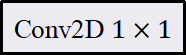 Conv2D 1 × 1